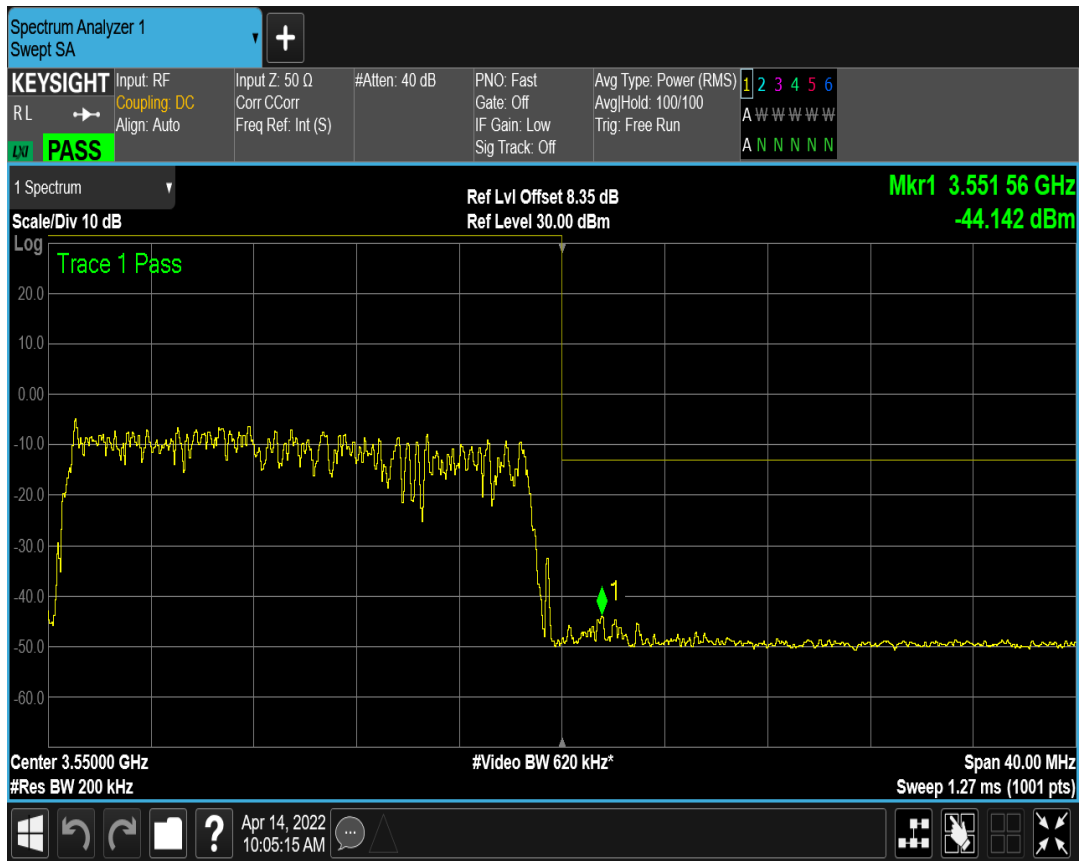 Spectrum Analyzer 1
Swept SA
+
KEYSIGHT
RL
LXI PASS
Input: RF
Coupling: DC
Align: Auto
Input Z: 50 Ω
Corr CCorr
Freq Ref: Int (S)
#Atten: 40 dB
PNO: Fast
Gate: Off
IF Gain: Low
Sig Track: Off
Avg Type: Power (RMS)
Avg|Hold: 100/100
Trig: Free Run
1 2 3 4 5 6
A W W W W W
A N N N N N
1 Spectrum
Scale/Div 10 dB
Ref Lvl Offset 8.35 dB
Ref Level 30.00 dBm
Mkr1 3.551 56 GHz
-44.142 dBm
Log
Trace 1 Pass
20.0
10.0
0.00
-10.0
-20.0
-30.0
-40.0
-50.0
-60.0
1
Center 3.55000 GHz
#Video BW 620 kHz*
Span 40.00 MHz
#Res BW 200 kHz
Sweep 1.27 ms (1001 pts)
?
Apr 14, 2022
10:05:15 AM